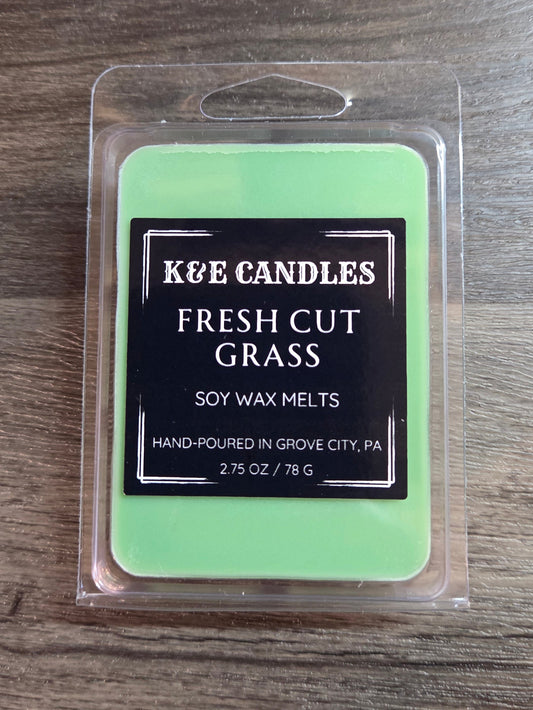 K&E CANDLES
FRESH CUT
GRASS
SOY WAX MELTS
HAND-POURED IN GROVE CITY, PA
2.75 OZ / 78 G